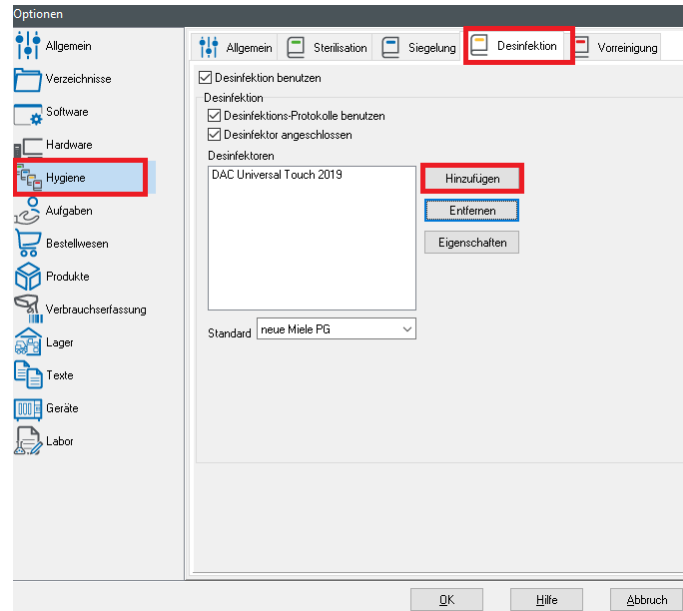 Optionen
Allgemein
Verzeichnisse
Software
Hardware
Hygiene
Aufgaben
Bestellwesen
Produkte
Verbrauchserfassung
Lager
Texte
Geräte
Labor
Allgemein Sterilisation Siegelung Desinfektion Vorreinigung
Desinfektion benutzen
Desinfektion
Desinfektions-Protokolle benutzen
Desinfektor angeschlossen
Desinfektoren
DAC Universal Touch 2019
Hinzufügen
Entfernen
Eigenschaften
Standard neue Miele PG
OK Hilfe Abbruch